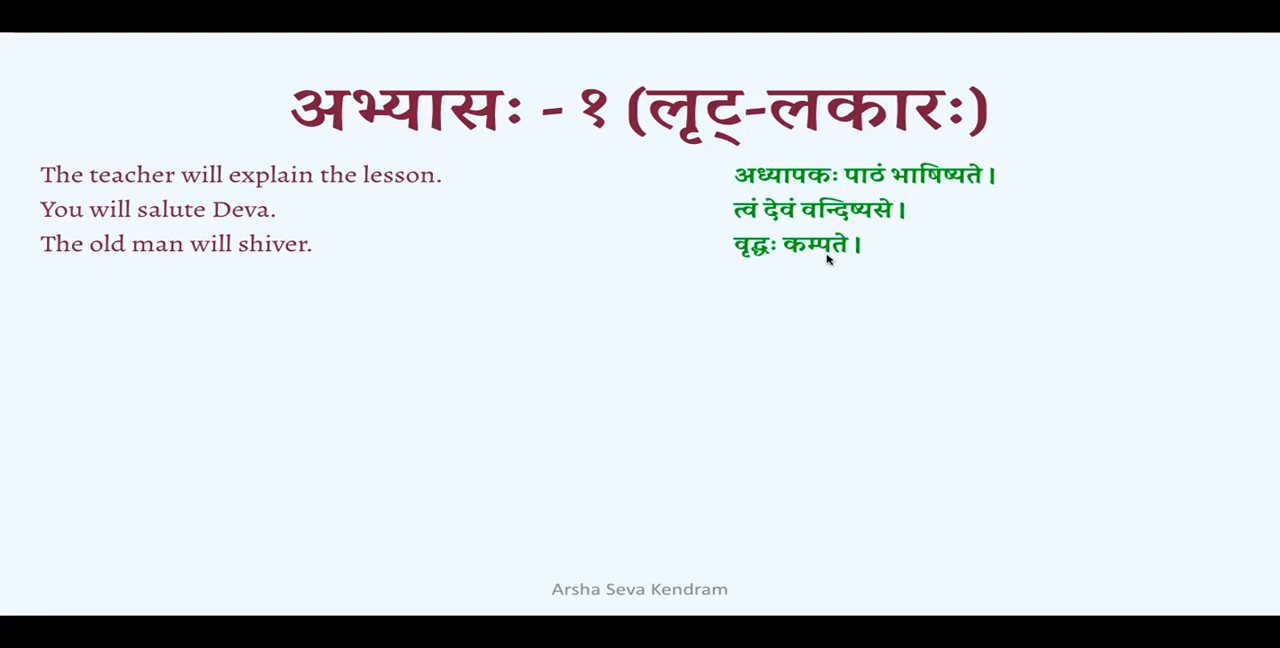 अभ्यासः - १ (लृट्-लकारः)
The teacher will explain the lesson.
अध्यापकः पाठं भाषिष्यते।
You will salute Deva.
त्वं देवं वन्दिष्यसे।
The old man will shiver.
वृद्धः कम्पते।
Arsha Seva Kendram